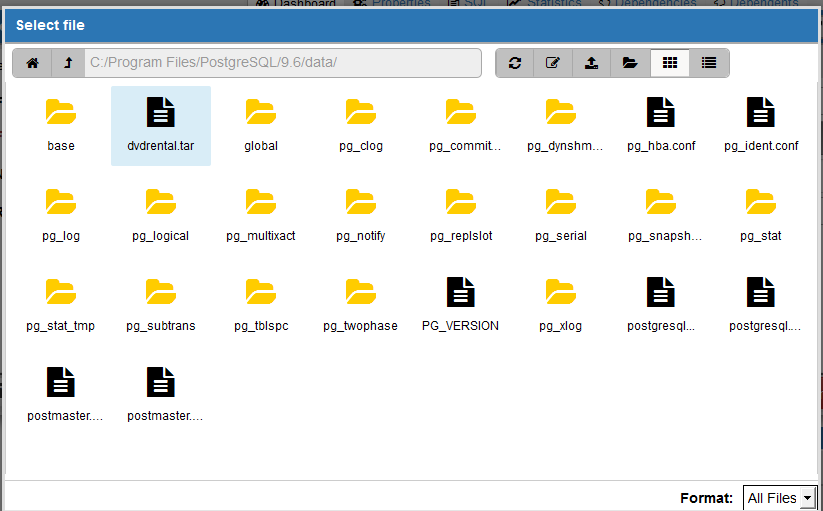 Dashboard Properties SQL Statistics Dependencies Dependents
Select file
C:/Program Files/PostgreSQL/9.6/data/
base dvdrental.tar global pg_clog pg_commit... pg_dynshm... pg_hba.conf pg_ident.conf
pg_log pg_logical pg_multixact pg_notify pg_replslot pg_serial pg_snapsh... pg_stat
pg_stat_tmp pg_subtrans pg_tblspc pg_twophase PG_VERSION pg_xlog postgresql... postgresql....
postmaster.... postmaster....
Format: All Files